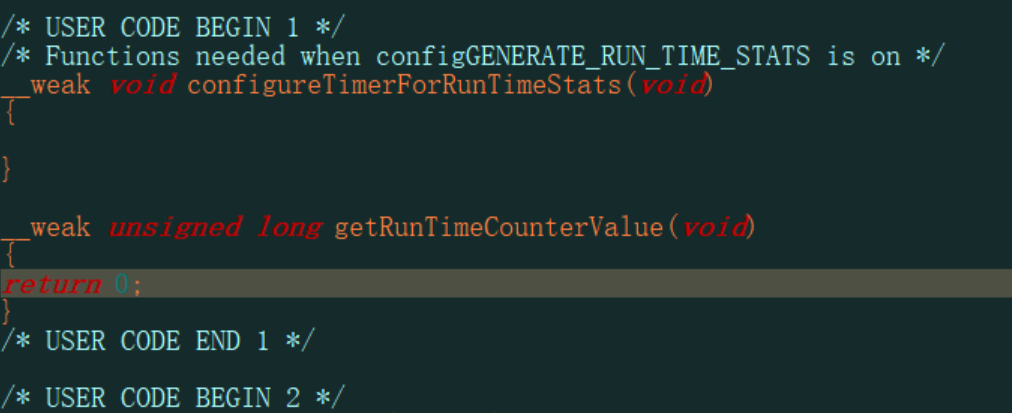 /* USER CODE BEGIN 1 */
/* Functions needed when configGENERATE_RUN_TIME_STATS is on */
__weak void configureTimerForRunTimeStats(void)
{
}
__weak unsigned long getRunTimeCounterValue(void)
{
return 0;
}
/* USER CODE END 1 */
/* USER CODE BEGIN 2 */